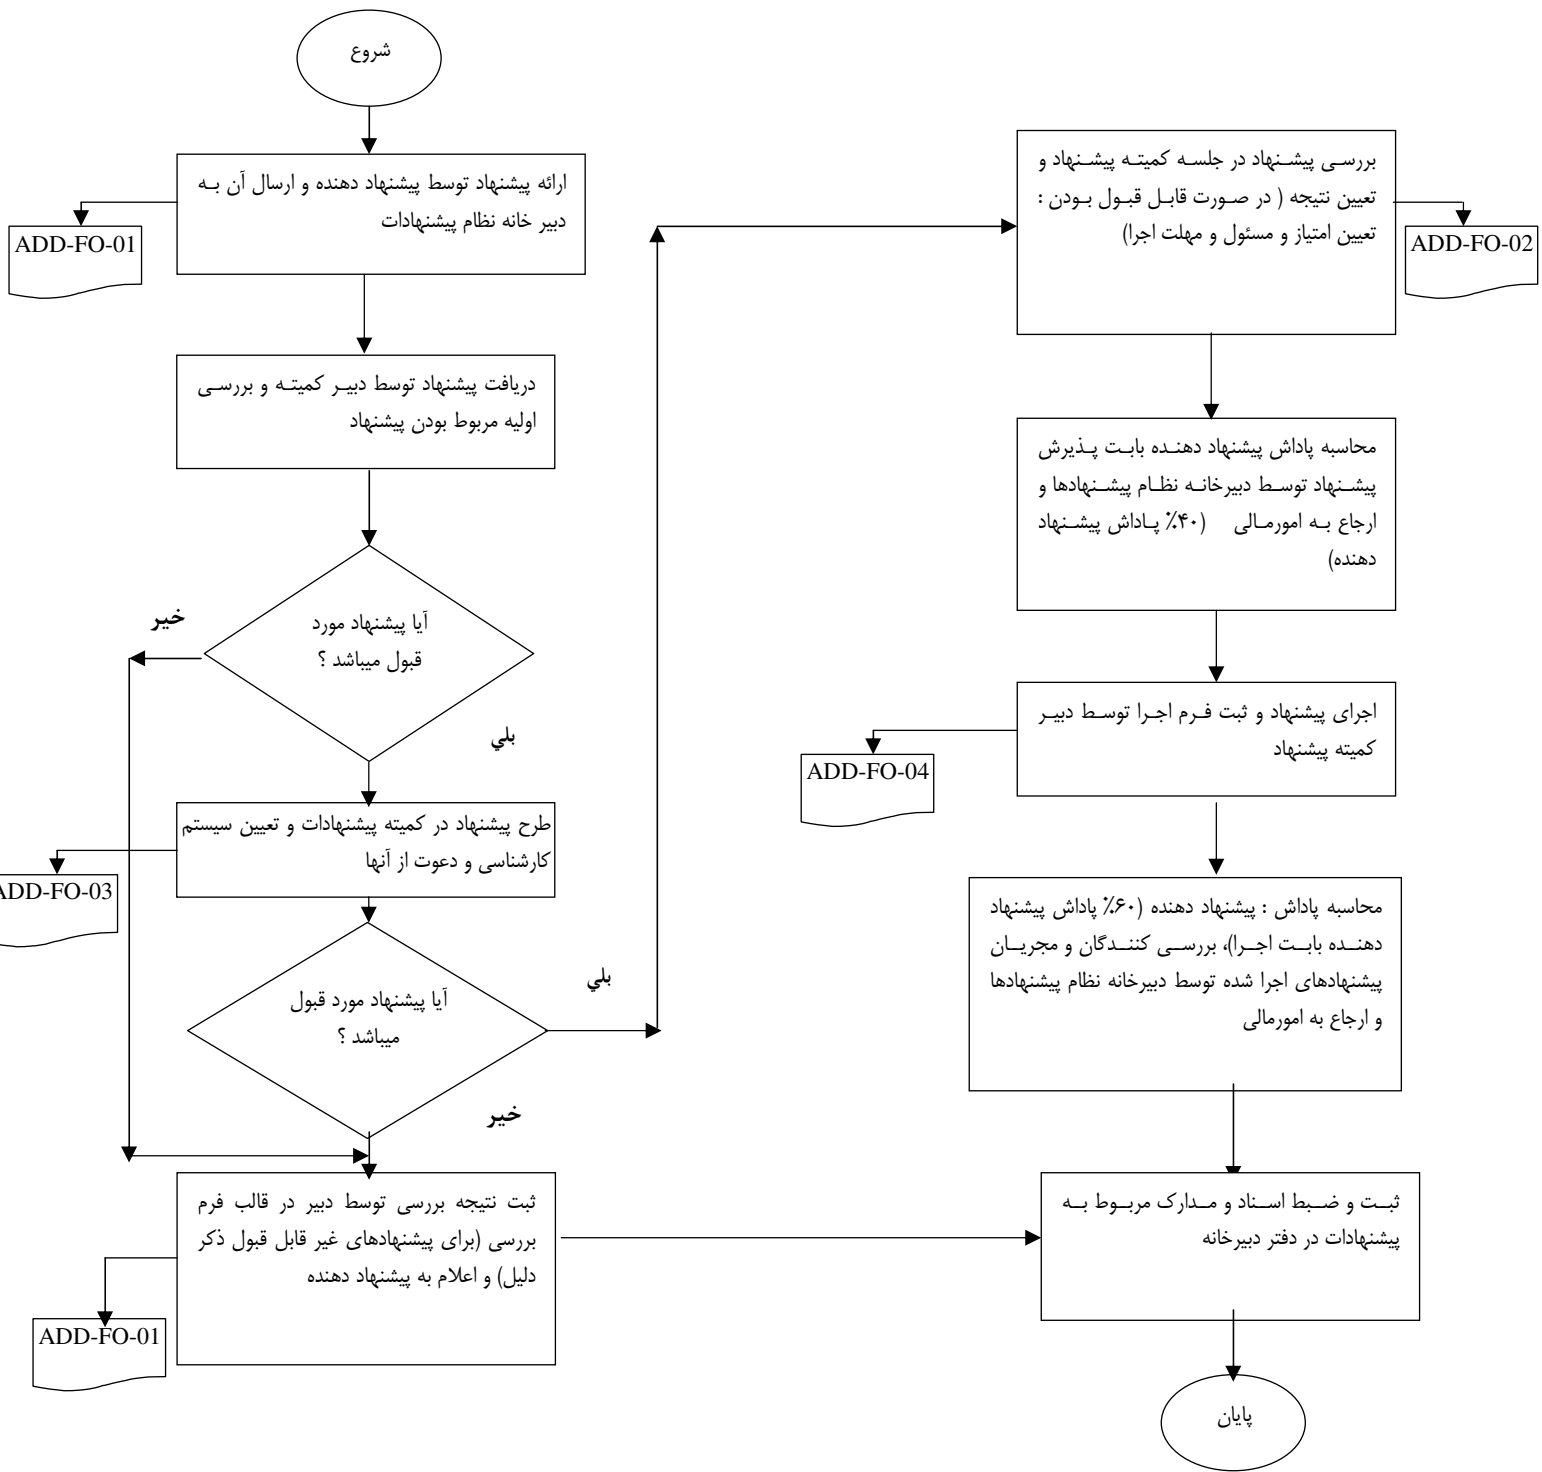 شروع
ارائه پیشنهاد توسط پیشنهاد دهنده و ارسال آن به
دبیر خانه نظام پیشنهادات
ADD-FO-01
دریافت پیشنهاد توسط دبیر کمیته و بررسی
اولیه مربوط بودن پیشنهاد
آیا پیشنهاد مورد
قبول میباشد ؟
خیر
بلي
طرح پیشنهاد در کمیته پیشنهادات و تعیین سیستم
کارشناسی و دعوت از آنها
ADD-FO-03
آیا پیشنهاد مورد قبول
میباشد ؟
بلي
خیر
ثبت نتیجه بررسی توسط دبیر در قالب فرم
بررسی (برای پیشنهادهای غیر قابل قبول ذکر
دلیل) و اعلام به پیشنهاد دهنده
ADD-FO-01
بررسی پیشنهاد در جلسه کمیته پیشنهاد و
تعیین نتیجه ( در صورت قابل قبول بودن :
تعیین امتیاز و مسئول و مهلت اجرا)
ADD-FO-02
محاسبه پاداش پیشنهاد دهنده بابت پذیرش
پیشنهاد توسط دبیرخانه نظام پیشنهادها و
ارجاع به امورمالی (۴۰٪ پاداش پیشنهاد
دهنده)
اجرای پیشنهاد و ثبت فرم اجرا توسط دبیر
کمیته پیشنهاد
ADD-FO-04
محاسبه پاداش : پیشنهاد دهنده (۶۰٪ پاداش پیشنهاد
دهنده بابت اجرا)، بررسی کنندگان و مجریان
پیشنهادهای اجرا شده توسط دبیرخانه نظام پیشنهادها
و ارجاع به امورمالی
ثبت و ضبط اسناد و مدارک مربوط به
پیشنهادات در دفتر دبیرخانه
پایان